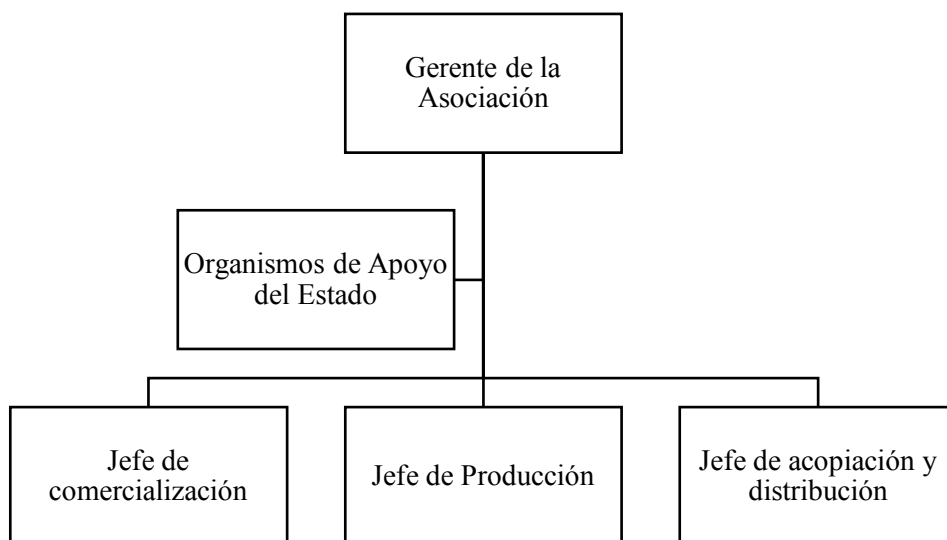 Gerente de la
Asociación
Organismos de Apoyo
del Estado
Jefe de
comercialización
Jefe de Producción
Jefe de acopiación y
distribución